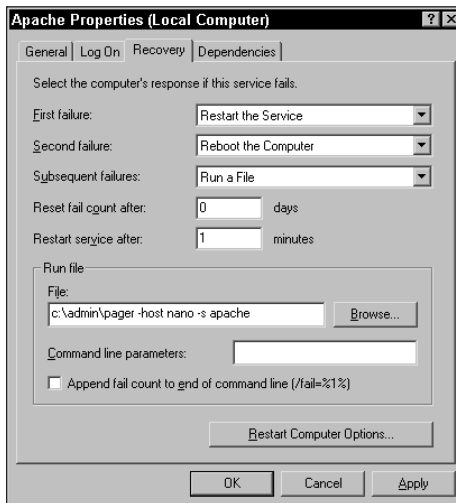 Apache Properties (Local Computer)
General Log On Recovery Dependencies
Select the computer's response if this service fails.
First failure: Restart the Service
Second failure: Reboot the Computer
Subsequent failures: Run a File
Reset fail count after: 0 days
Restart service after: 1 minutes
Run file
File:
c:\admin\pager -host nano -s apache Browse...
Command line parameters:
Append fail count to end of command line (/fail=%1%)
Restart Computer Options...
OK Cancel Apply